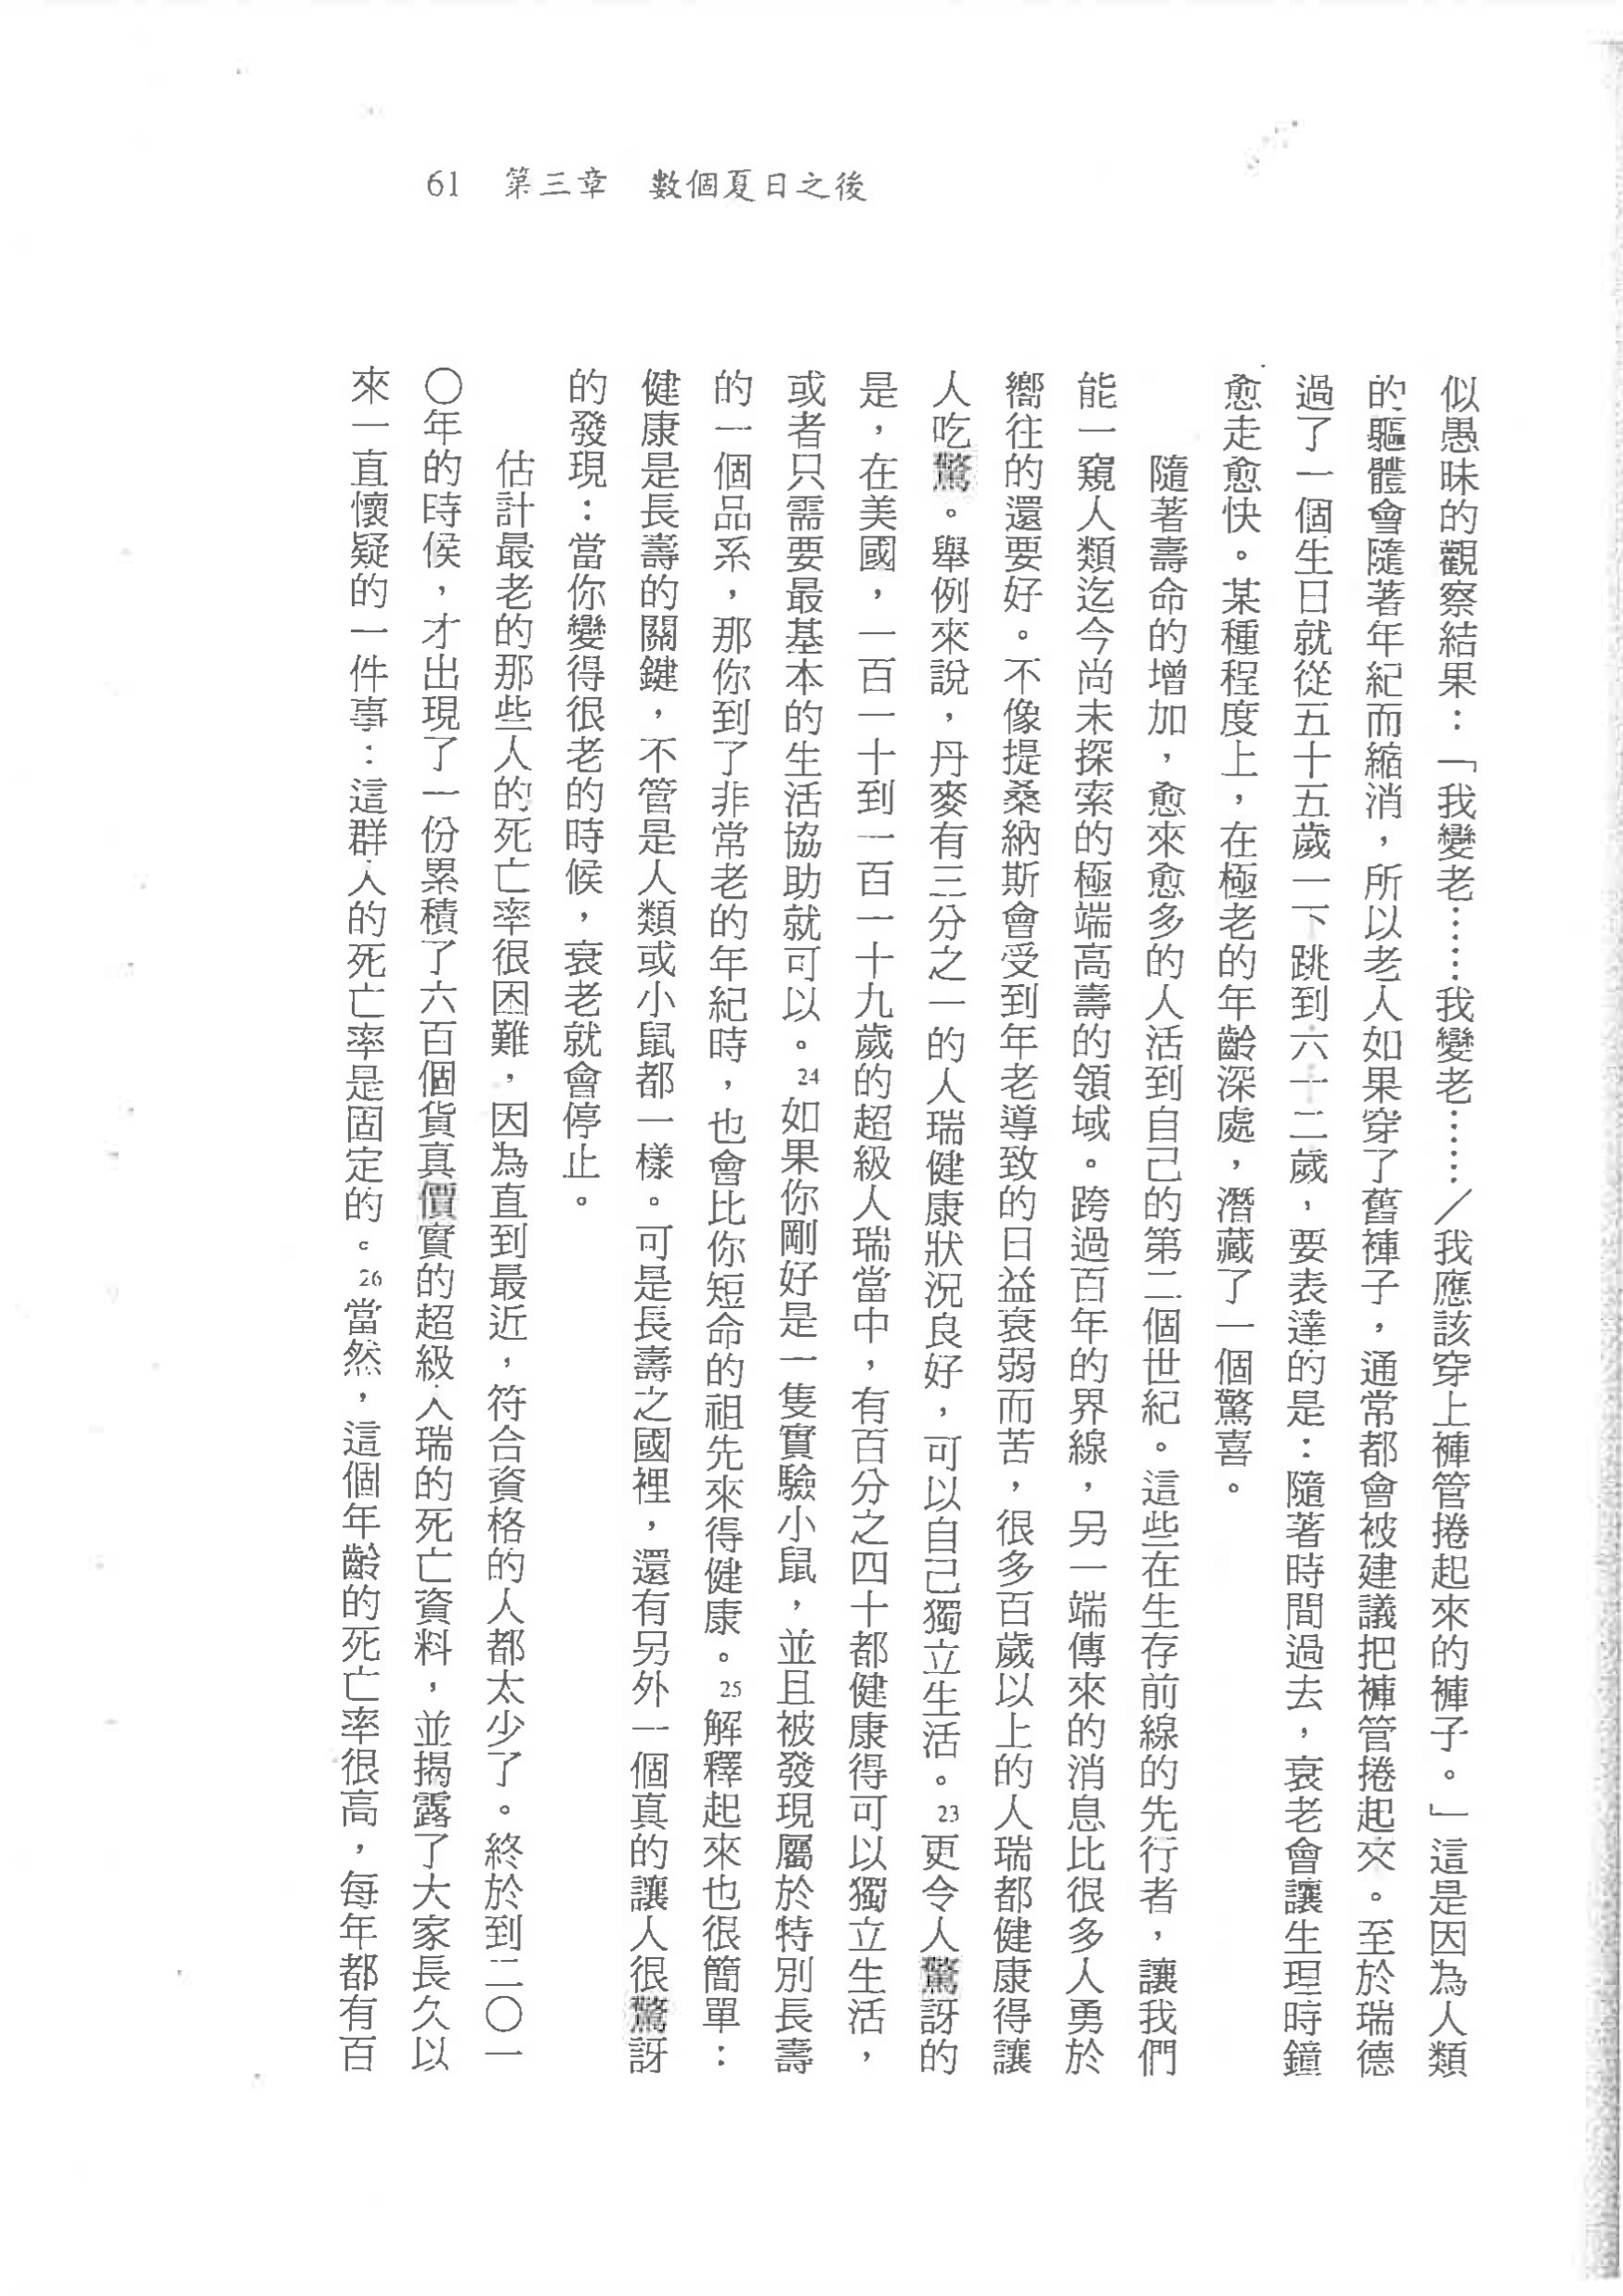 61 第三章 數個夏日之後
似愚昧的觀察結果：「我變老……我變老……／我應該穿上褲管捲起來的褲子。」這是因為人類
的軀體會隨著年紀而縮消，所以老人如果穿了舊褲子，通常都會被建議把褲管捲起來。至於瑞德
過了一個生日就從五十五歲一下跳到六十二歲，要表達的是：隨著時間過去，衰老會讓生理時鐘
愈走愈快。某種程度上，在極老的年齡深處，潛藏了一個驚喜。
隨著壽命的增加，愈來愈多的人活到自己的第二個世紀。這些在生存前線的先行者，讓我們
能一窺人類迄今尚未探索的極端高壽的領域。跨過百年的界線，另一端傳來的消息比很多人勇於
嚮往的還要好。不像提桑納斯會受到年老導致的日益衰弱而苦，很多百歲以上的人瑞都健康得讓
人吃驚。舉例來說，丹麥有三分之一的人瑞健康狀況良好，可以自己獨立生活。23更令人驚訝的
是，在美國，一百一十到一百一十九歲的超級人瑞當中，有百分之四十都健康得可以獨立生活，
或者只需要最基本的生活協助就可以。24如果你剛好是一隻實驗小鼠，並且被發現屬於特別長壽
的一個品系，那你到了非常老的年紀時，也會比你短命的祖先來得健康。25解釋起來也很簡單：
健康是長壽的關鍵，不管是人類或小鼠都一樣。可是長壽之國裡，還有另外一個真的讓人很驚訝
的發現：當你變得很老的時候，衰老就會停止。
估計最老的那些人的死亡率很困難，因為直到最近，符合資格的人都太少了。終於到二〇一
〇年的時候，才出現了一份累積了六百個貨真價實的超級人瑞的死亡資料，並揭露了大家長久以
來一直懷疑的一件事：這群人的死亡率是固定的。26當然，這個年齡的死亡率很高，每年都有百